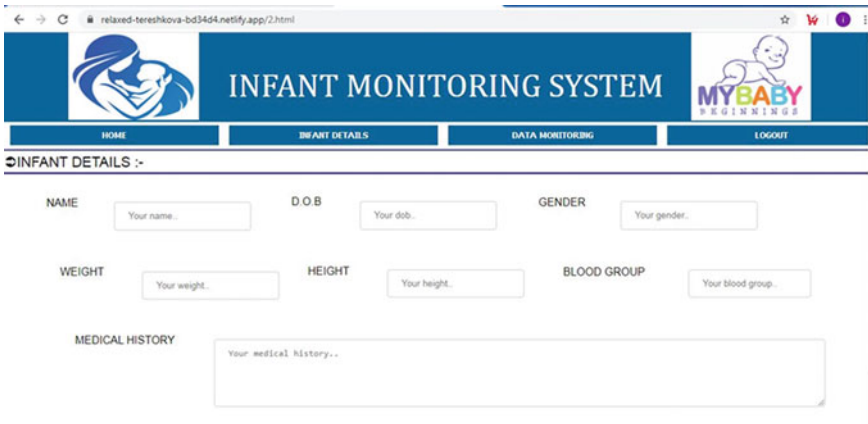 relaxed-tereshkova-bd34d4.netlify.app/2.html
i
INFANT MONITORING SYSTEM
MYBABY
BEGINNINGS
HOME INFANT DETAILS DATA MONITORING LOGOUT
➲INFANT DETAILS :-
NAME Your name.. D.O.B Your dob.. GENDER Your gender..
WEIGHT Your weight.. HEIGHT Your height.. BLOOD GROUP Your blood group..
MEDICAL HISTORY Your medical history..